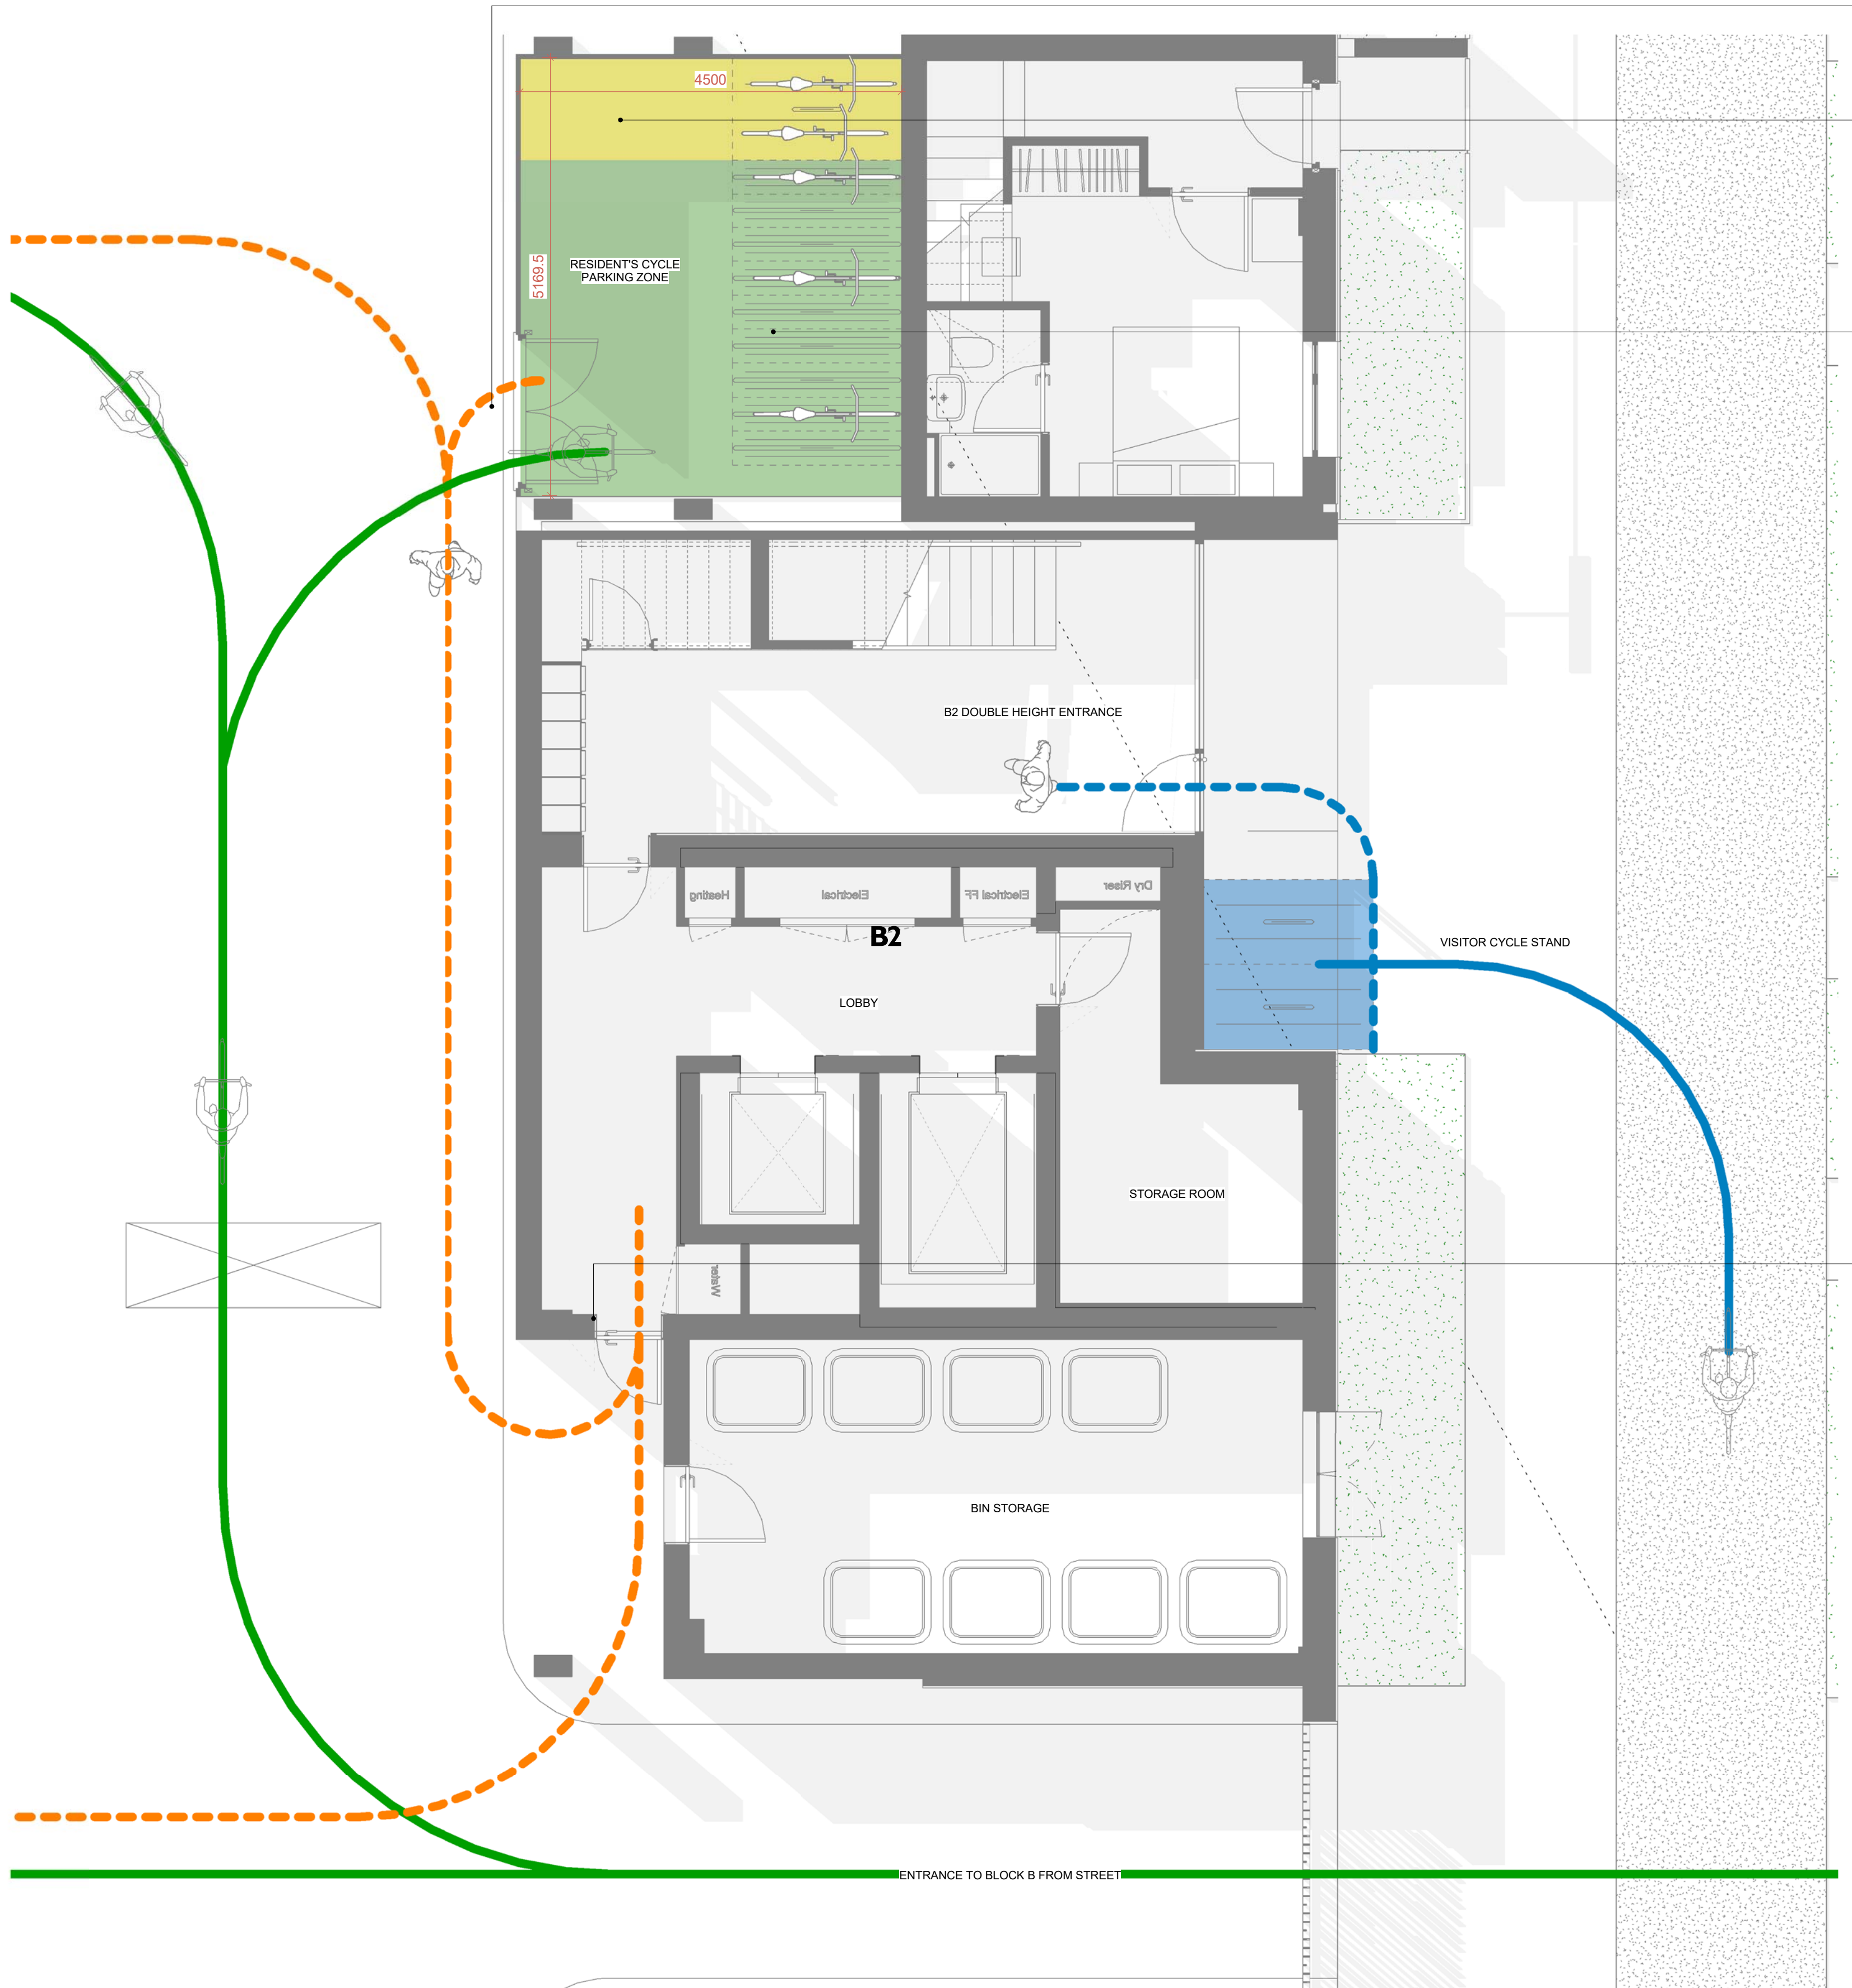 4500
5169.5
RESIDENT'S CYCLE
PARKING ZONE
B2 DOUBLE HEIGHT ENTRANCE
Heating
Electrical
Electrical FF
Dry Riser
B2
VISITOR CYCLE STAND
LOBBY
STORAGE ROOM
Water
BIN STORAGE
ENTRANCE TO BLOCK B FROM STREET